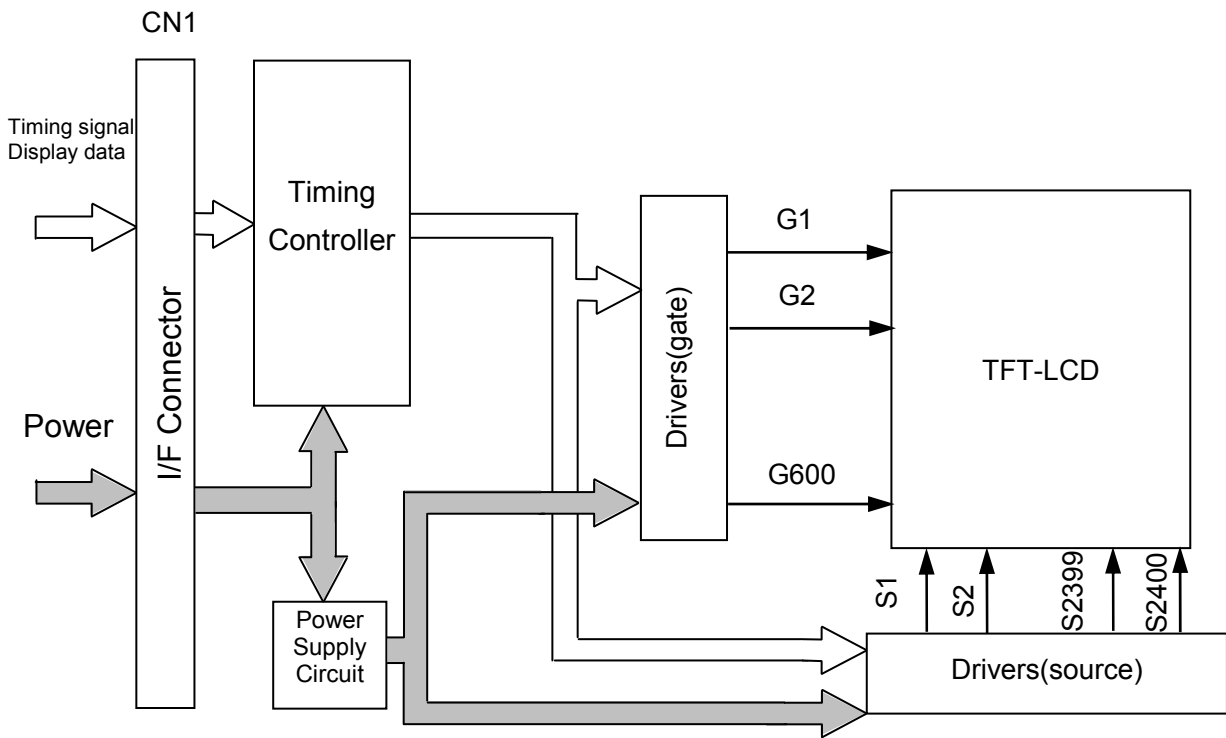 CN1
Timing signal
Display data
Power
I/F Connector
Timing
Controller
Power
Supply
Circuit
Drivers(gate)
G1
G2
G600
TFT-LCD
S1
S2
S2399
S2400
Drivers(source)